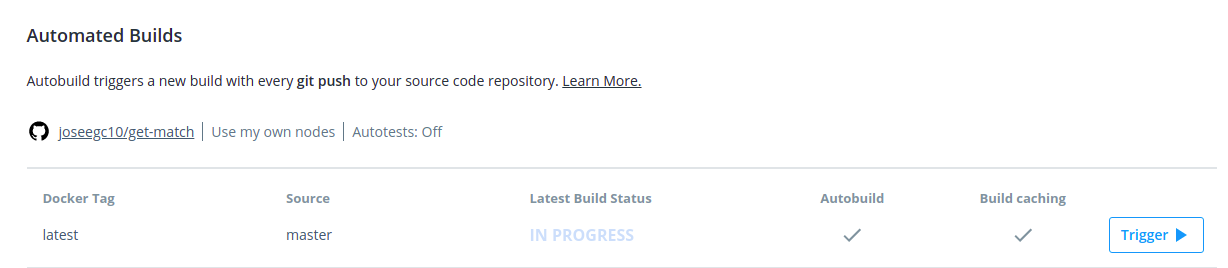 Automated Builds
Autobuild triggers a new build with every git push to your source code repository. Learn More.
joseegc10/get-match | Use my own nodes | Autotests: Off
Docker Tag Source Latest Build Status Autobuild Build caching
latest master IN PROGRESS Trigger